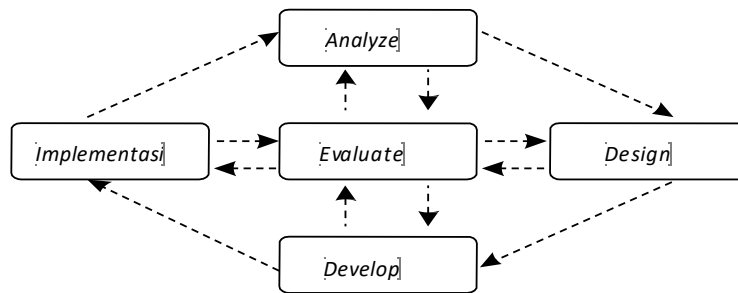 Analyze
Implementasi
Evaluate
Design
Develop